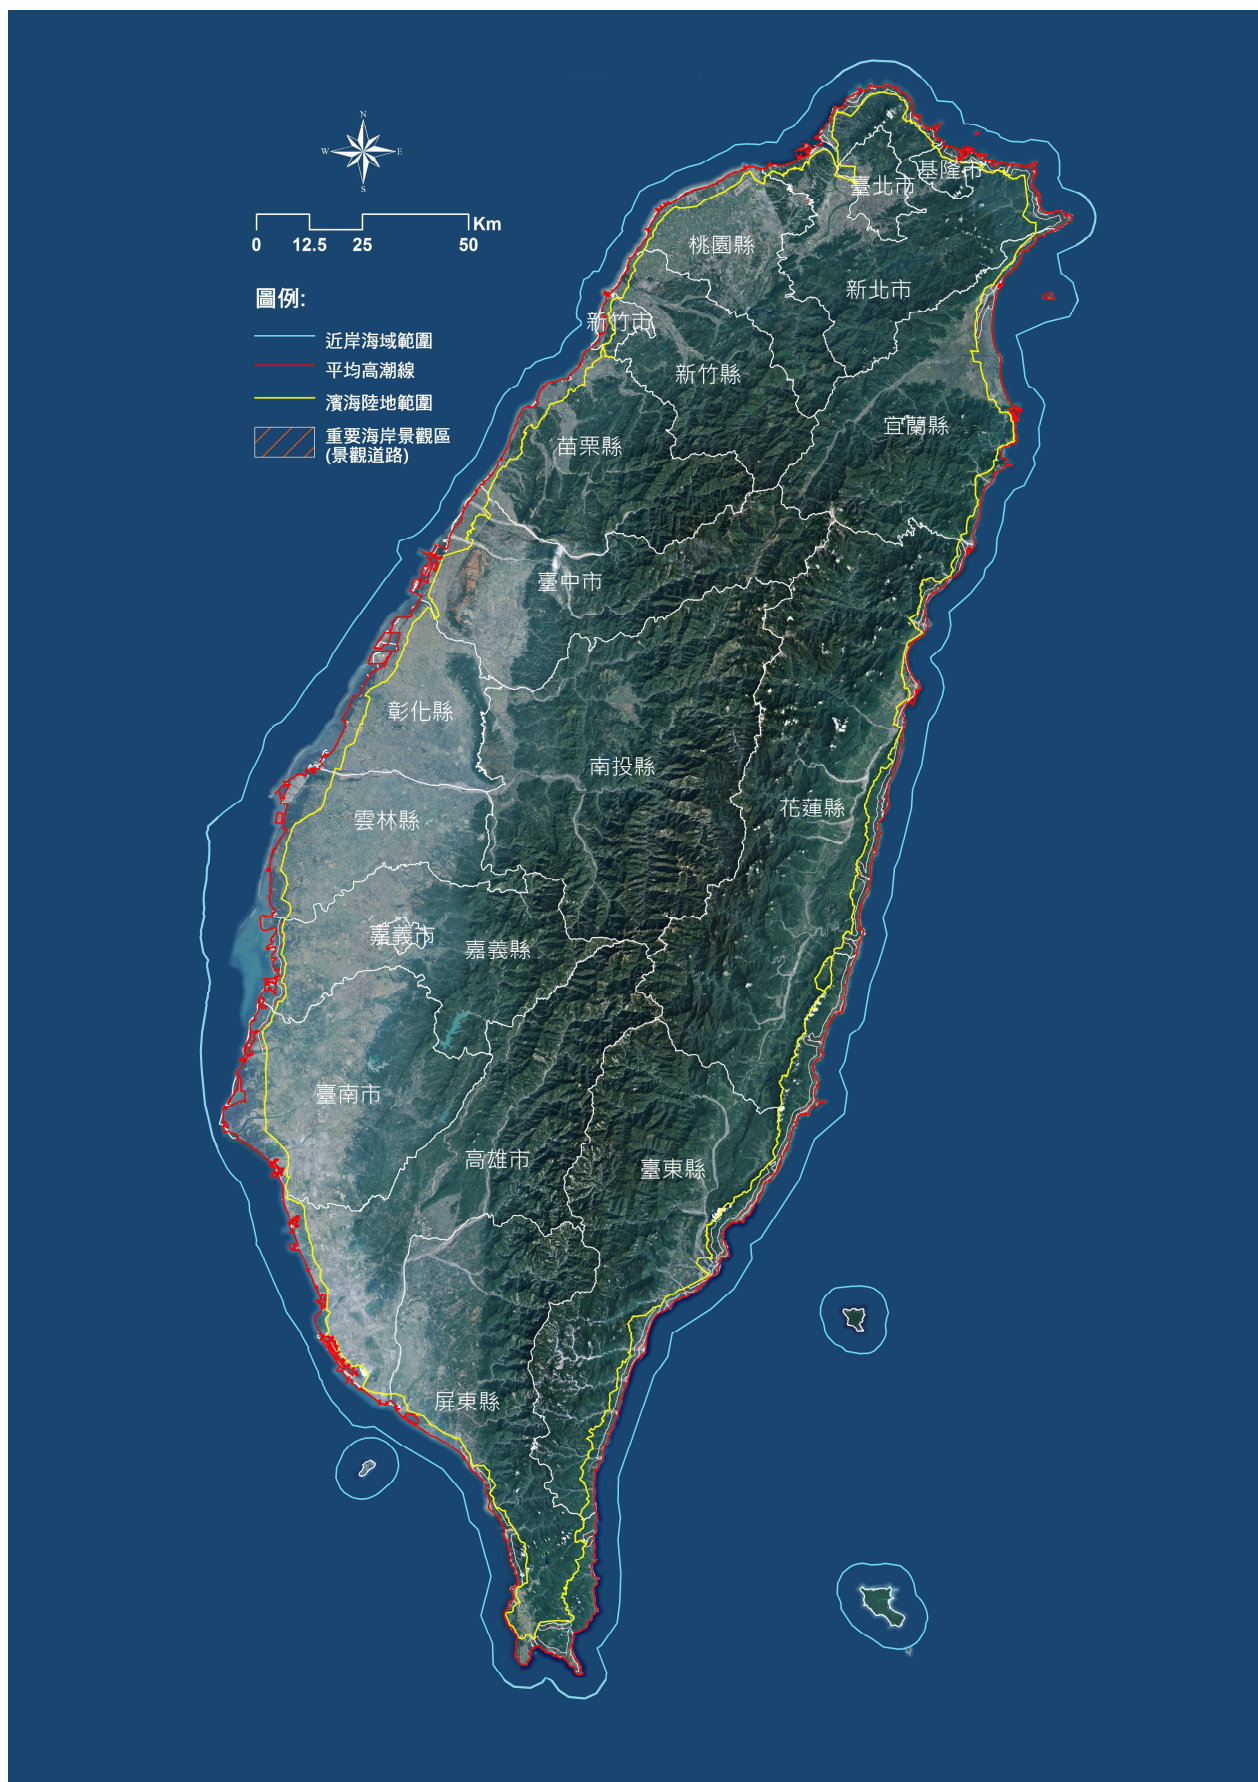 N
W E
S
Km
0 12.5 25 50
圖例:
近岸海域範圍
平均高潮線
濱海陸地範圍
重要海岸景觀區
(景觀道路)
基隆市
臺北市
桃園縣
新北市
新竹市
新竹縣
宜蘭縣
苗栗縣
臺中市
彰化縣
南投縣
花蓮縣
雲林縣
嘉義市
嘉義縣
臺南市
高雄市
臺東縣
屏東縣